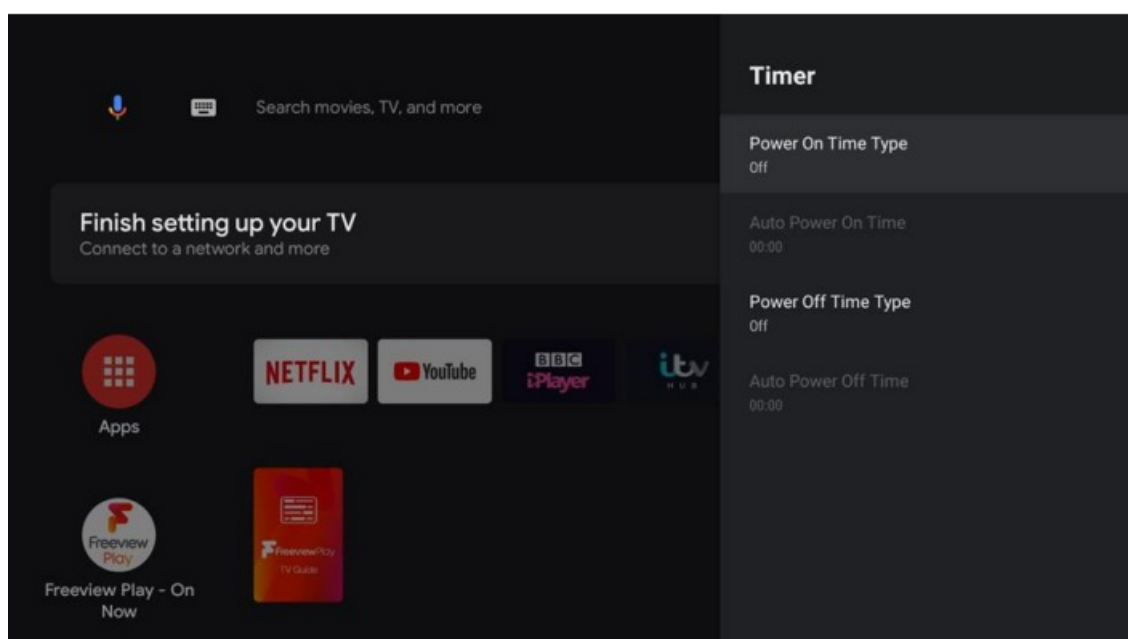 Search movies, TV, and more
Finish setting up your TV
Connect to a network and more
NETFLIX
YouTube
BBC
iPlayer
itv
HUB
Apps
Freeview
Play
FreeviewPlay
TV Guide
Freeview Play - On
Now
Timer
Power On Time Type
Off
Auto Power On Time
00:00
Power Off Time Type
Off
Auto Power Off Time
00:00